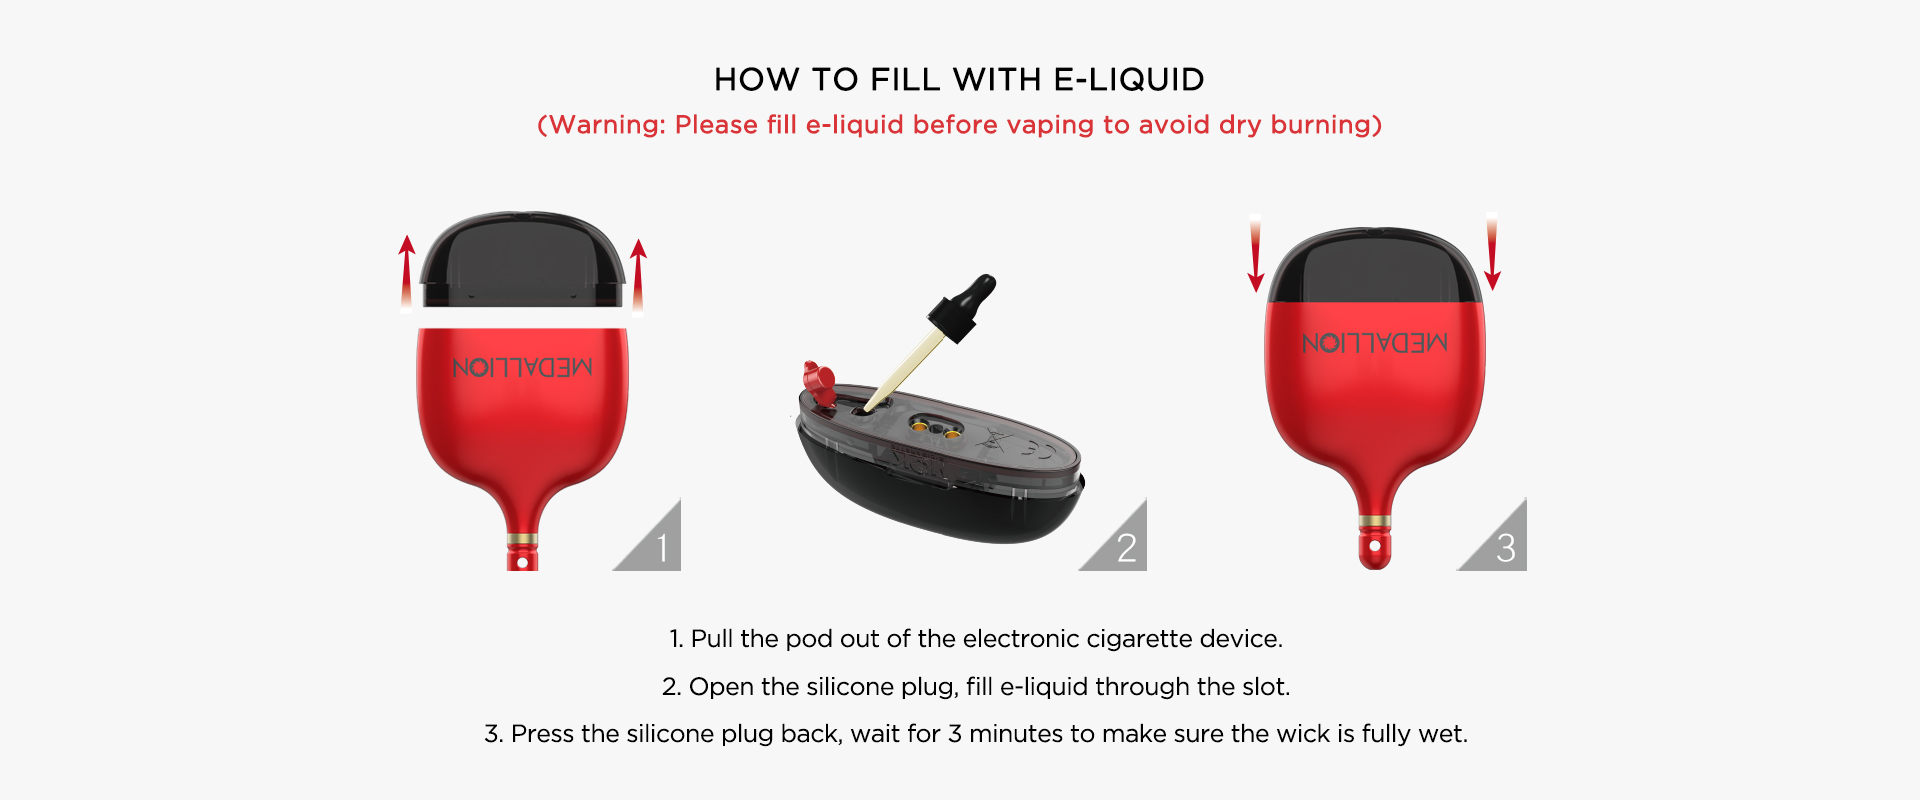 HOW TO FILL WITH E-LIQUID
(Warning: Please fill e-liquid before vaping to avoid dry burning)
MEDALLION
MEDALLION
1
2
3
1. Pull the pod out of the electronic cigarette device.
2. Open the silicone plug, fill e-liquid through the slot.
3. Press the silicone plug back, wait for 3 minutes to make sure the wick is fully wet.